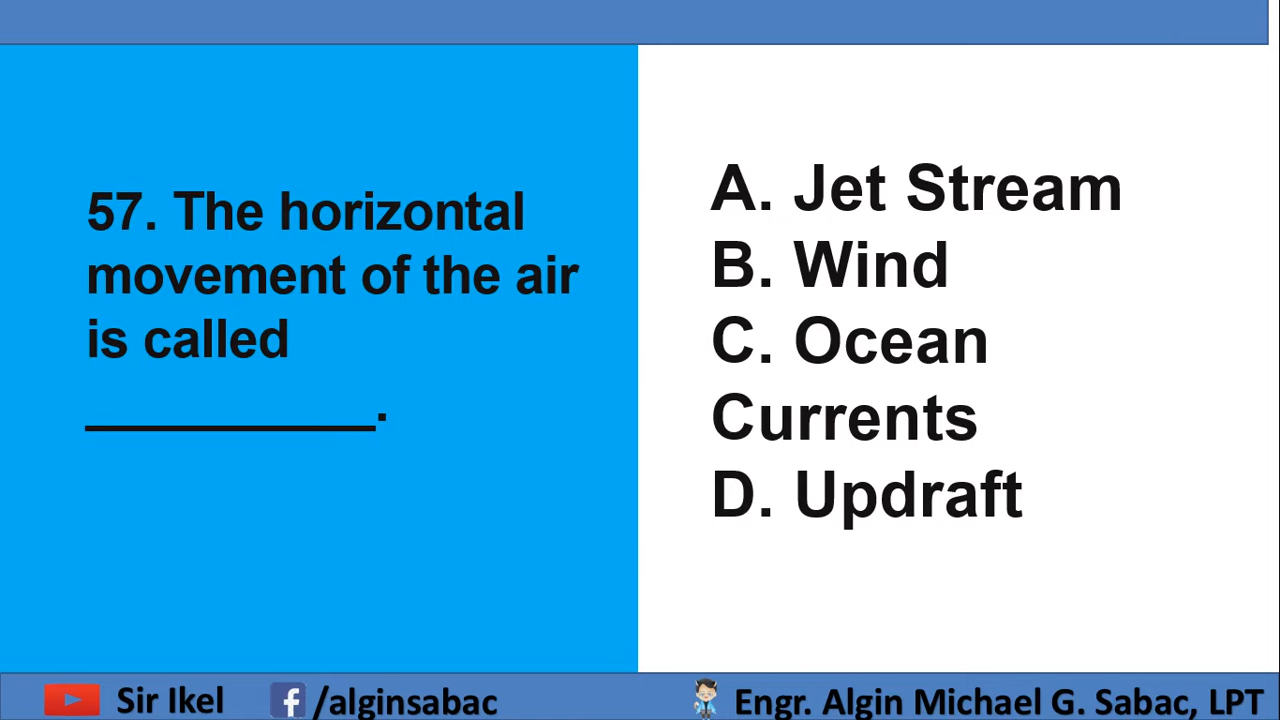 57. The horizontal
movement of the air
is called
___________.
A. Jet Stream
B. Wind
C. Ocean
Currents
D. Updraft
Sir Ikel
/alginsabac
Engr. Algin Michael G. Sabac, LPT